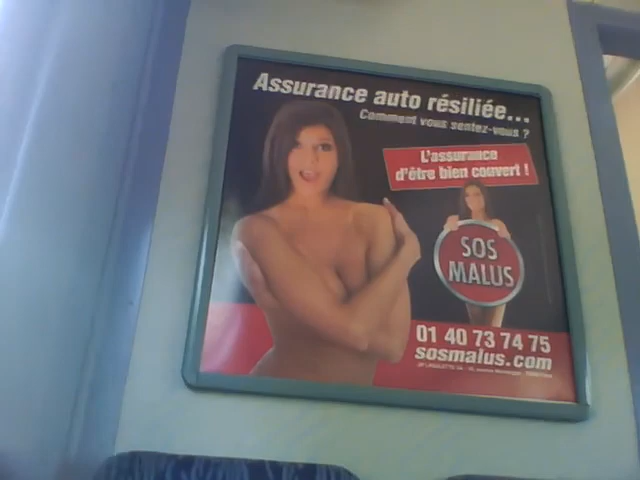 Assurance auto résiliée...
Comment vous sentez-vous ?
L'assurance
d'être bien couvert !
SOS
MALUS
01 40 73 74 75
sosmalus.com